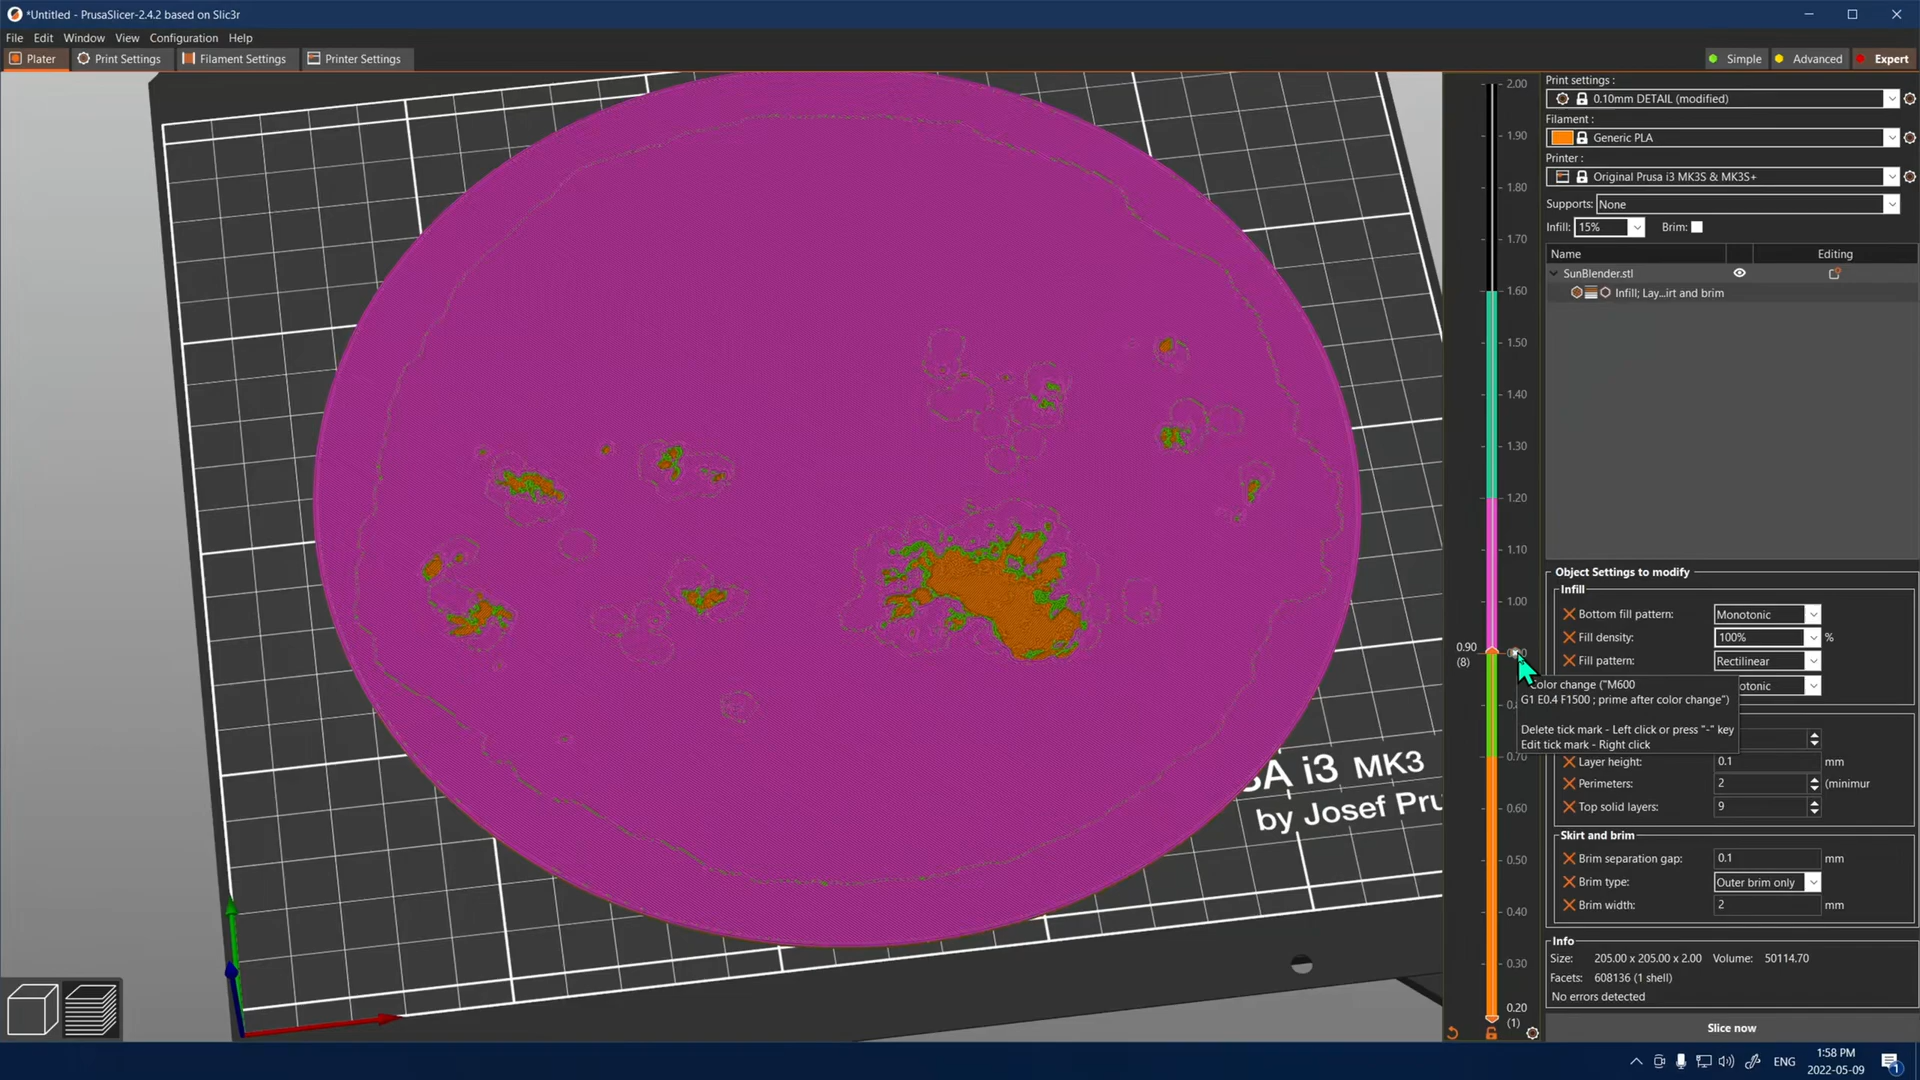 *Untitled - PrusaSlicer-2.4.2 based on Slic3r
File Edit Window View Configuration Help
Plater Print Settings Filament Settings Printer Settings
Simple Advanced Expert
Print settings :
0.10mm DETAIL (modified)
Filament :
Generic PLA
Printer :
Original Prusa i3 MK3S & MK3S+
Supports: None
Infill: 15% Brim:
Name Editing
SunBlender.stl
Infill; Lay...irt and brim
2.00
1.90
1.80
1.70
1.60
1.50
1.40
1.30
1.20
1.10
1.00
0.90
(8)
0.70
0.60
0.50
0.40
0.30
0.20
(1)
Color change ("M600
G1 E0.4 F1500 ; prime after color change")
Delete tick mark - Left click or press "-" key
Edit tick mark - Right click
Object Settings to modify
Infill
Bottom fill pattern: Monotonic
Fill density: 100% %
Fill pattern: Rectilinear
otonic
Layer height: 0.1 mm
Perimeters: 2 (minimur
Top solid layers: 9
Skirt and brim
Brim separation gap: 0.1 mm
Brim type: Outer brim only
Brim width: 2 mm
Info
Size: 205.00 x 205.00 x 2.00 Volume: 50114.70
Facets: 608136 (1 shell)
No errors detected
Slice now
SA i3 MK3
by Josef Pru
ENG
1:58 PM
2022-05-09
1